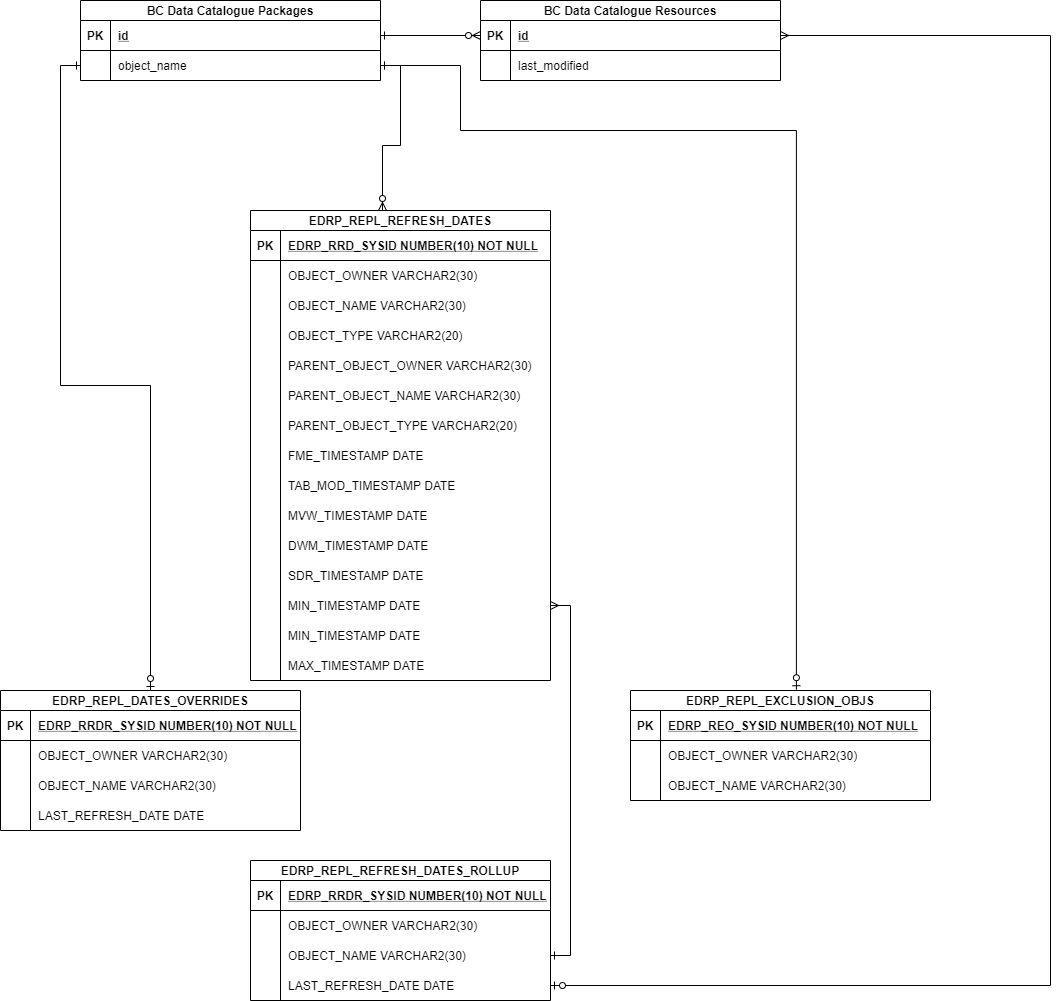 BC Data Catalogue Packages
PK id
object_name
BC Data Catalogue Resources
PK id
last_modified
EDRP_REPL_REFRESH_DATES
PK EDRP_RRD_SYSID NUMBER(10) NOT NULL
OBJECT_OWNER VARCHAR2(30)
OBJECT_NAME VARCHAR2(30)
OBJECT_TYPE VARCHAR2(20)
PARENT_OBJECT_OWNER VARCHAR2(30)
PARENT_OBJECT_NAME VARCHAR2(30)
PARENT_OBJECT_TYPE VARCHAR2(20)
FME_TIMESTAMP DATE
TAB_MOD_TIMESTAMP DATE
MVW_TIMESTAMP DATE
DWM_TIMESTAMP DATE
SDR_TIMESTAMP DATE
MIN_TIMESTAMP DATE
MIN_TIMESTAMP DATE
MAX_TIMESTAMP DATE
EDRP_REPL_DATES_OVERRIDES
PK EDRP_RRDR_SYSID NUMBER(10) NOT NULL
OBJECT_OWNER VARCHAR2(30)
OBJECT_NAME VARCHAR2(30)
LAST_REFRESH_DATE DATE
EDRP_REPL_EXCLUSION_OBJS
PK EDRP_REO_SYSID NUMBER(10) NOT NULL
OBJECT_OWNER VARCHAR2(30)
OBJECT_NAME VARCHAR2(30)
EDRP_REPL_REFRESH_DATES_ROLLUP
PK EDRP_RRDR_SYSID NUMBER(10) NOT NULL
OBJECT_OWNER VARCHAR2(30)
OBJECT_NAME VARCHAR2(30)
LAST_REFRESH_DATE DATE